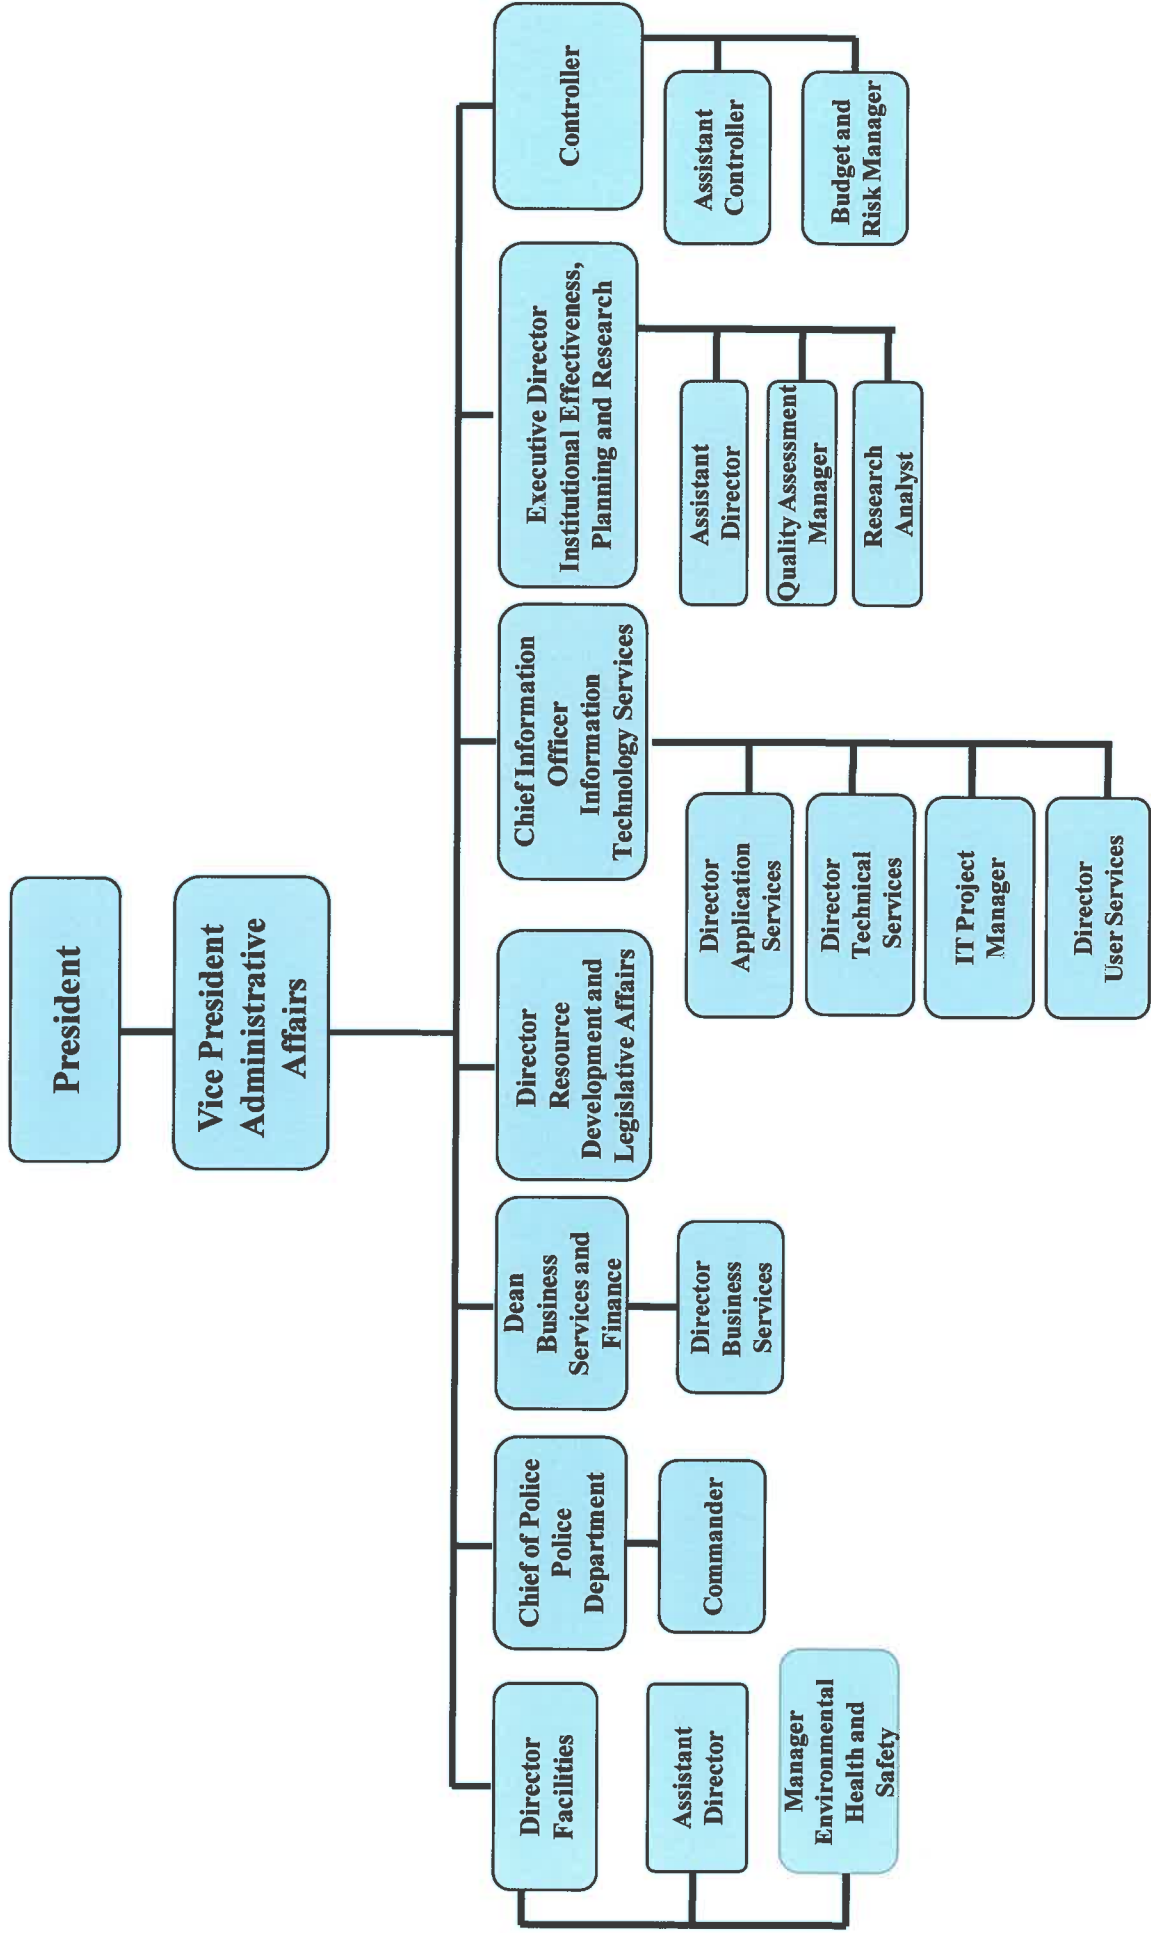 President
Vice President
Administrative
Affairs
Director
Facilities
Assistant
Director
Manager
Environmental
Health and
Safety
Chief of Police
Police
Department
Commander
Dean
Business
Services and
Finance
Director
Business
Services
Director
Resource
Development and
Legislative Affairs
Chief Information
Officer
Information
Technology Services
Director
Application
Services
Director
Technical
Services
IT Project
Manager
Director
User Services
Executive Director
Institutional Effectiveness,
Planning and Research
Assistant
Director
Quality Assessment
Manager
Research
Analyst
Controller
Assistant
Controller
Budget and
Risk Manager